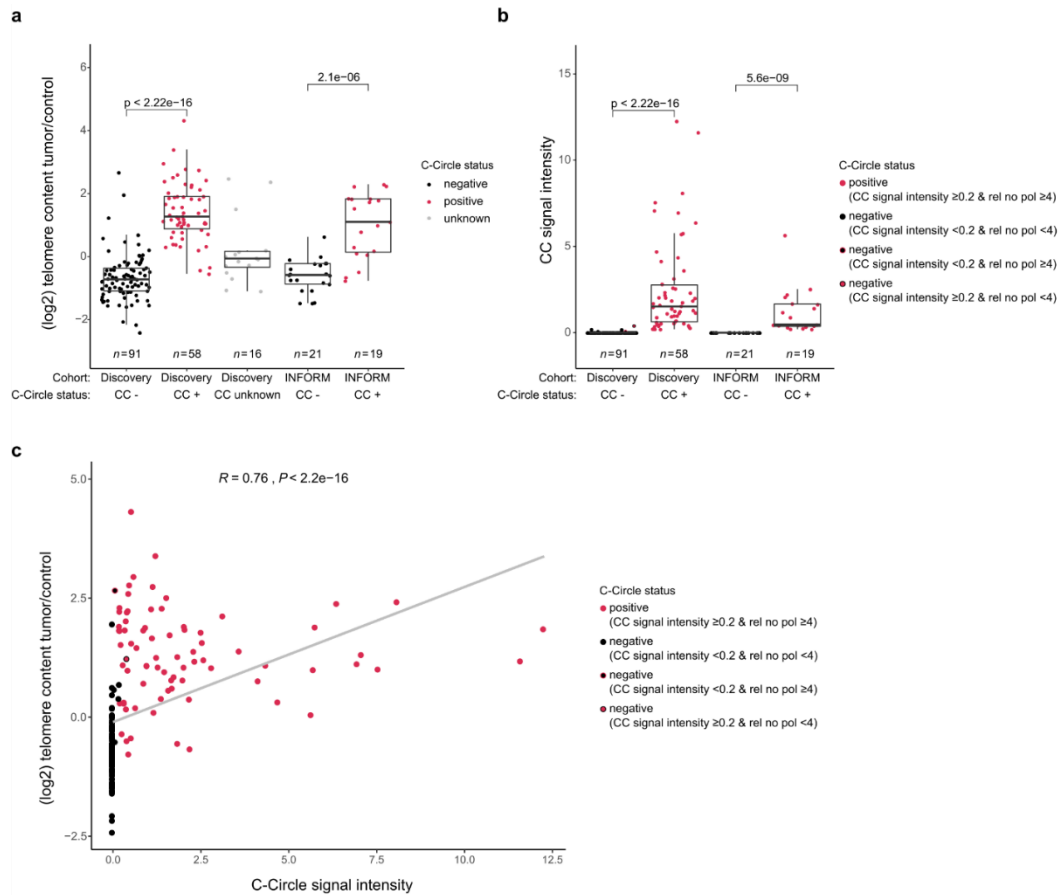 a
(log2) telomere content tumor/control
6
4
2
0
−2
p < 2.22e−16
2.1e−06
C-Circle status
negative
positive
unknown
n=91
n=58
n=16
n=21
n=19
Cohort:
Discovery
Discovery
Discovery
INFORM
INFORM
C-Circle status:
CC -
CC +
CC unknown
CC -
CC +
b
CC signal intensity
15
10
5
0
p < 2.22e−16
5.6e−09
C-Circle status
positive
(CC signal intensity ≥0.2 & rel no pol ≥4)
negative
(CC signal intensity <0.2 & rel no pol <4)
negative
(CC signal intensity <0.2 & rel no pol ≥4)
negative
(CC signal intensity ≥0.2 & rel no pol <4)
n=91
n=58
n=21
n=19
Cohort:
Discovery
Discovery
INFORM
INFORM
C-Circle status:
CC -
CC +
CC -
CC +
c
(log2) telomere content tumor/control
5.0
2.5
0.0
−2.5
R = 0.76 , P < 2.2e−16
0.0
2.5
5.0
7.5
10.0
12.5
C-Circle signal intensity
C-Circle status
positive
(CC signal intensity ≥0.2 & rel no pol ≥4)
negative
(CC signal intensity <0.2 & rel no pol <4)
negative
(CC signal intensity <0.2 & rel no pol ≥4)
negative
(CC signal intensity ≥0.2 & rel no pol <4)